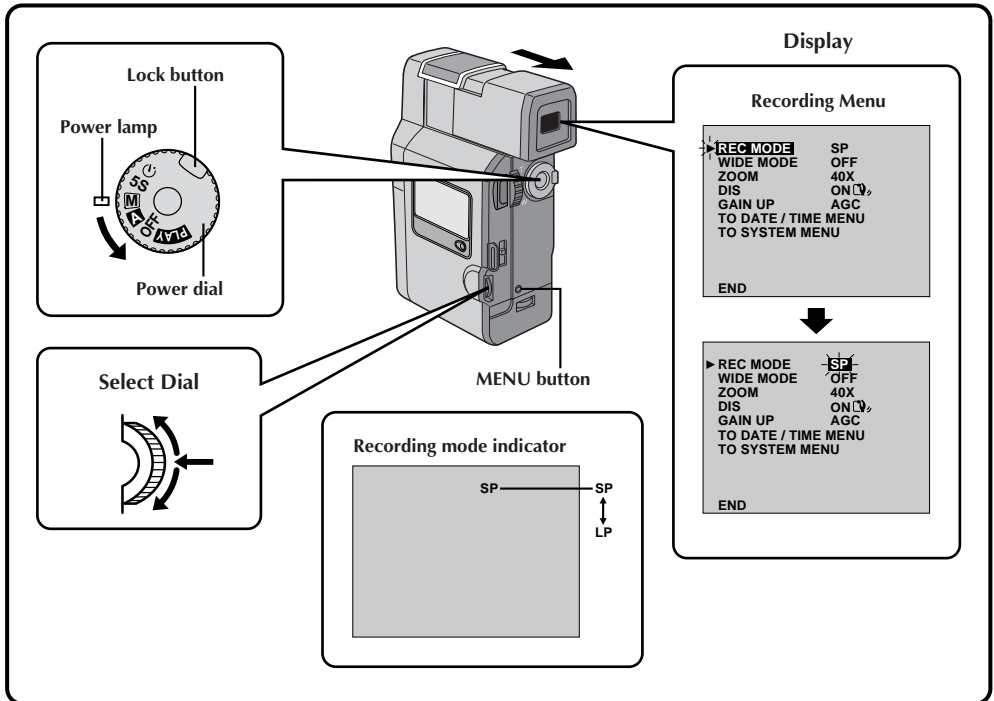 Display
Lock button
Power lamp
5S
M
A
OFF
PLAY
Power dial
Select Dial
MENU button
Recording mode indicator
SP SP
LP
Recording Menu
REC MODE SP
WIDE MODE OFF
ZOOM 40X
DIS ON
GAIN UP AGC
TO DATE / TIME MENU
TO SYSTEM MENU
END
REC MODE SP
WIDE MODE OFF
ZOOM 40X
DIS ON
GAIN UP AGC
TO DATE / TIME MENU
TO SYSTEM MENU
END